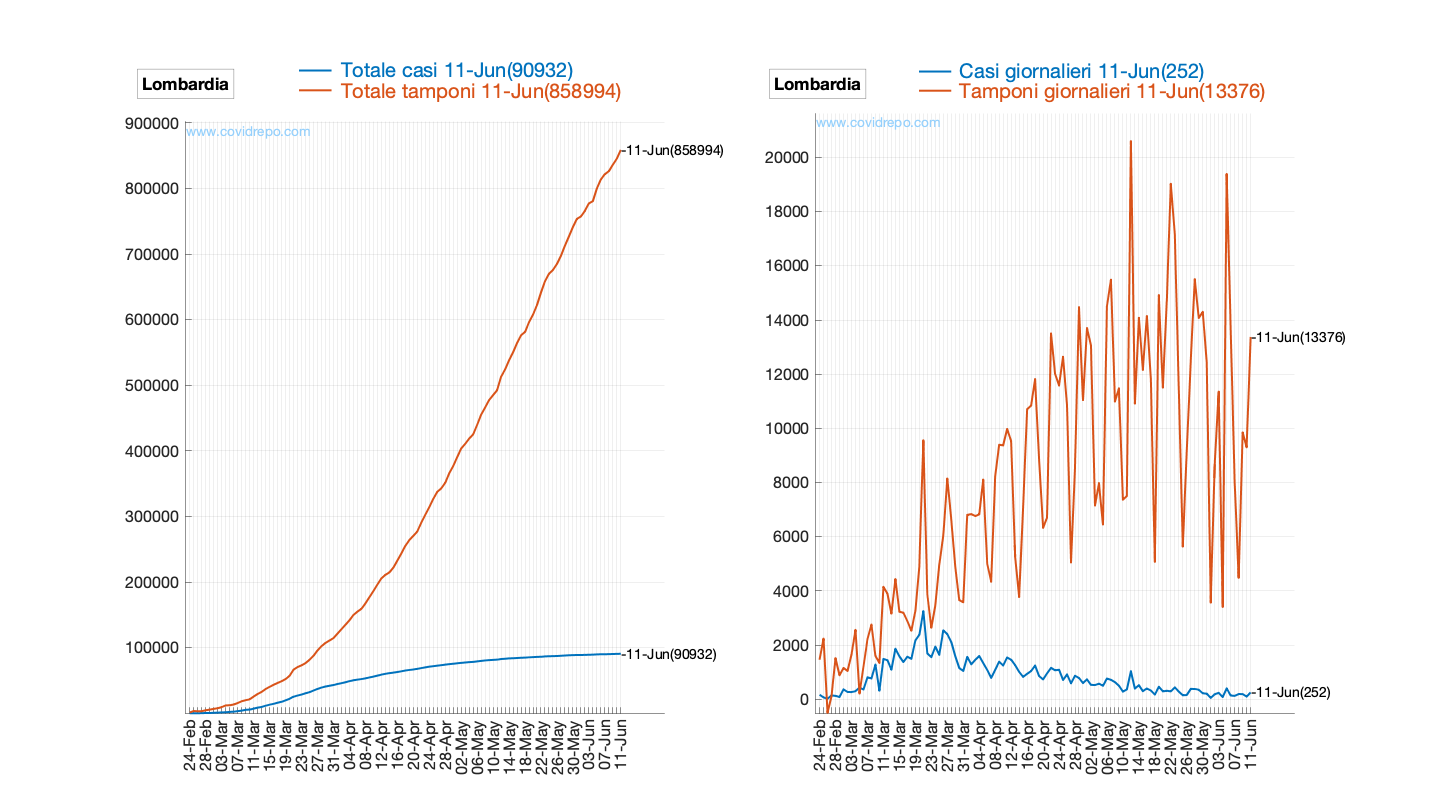 Lombardia
Totale casi 11-Jun(90932)
Totale tamponi 11-Jun(858994)
www.covidrepo.com
900000
800000
700000
600000
500000
400000
300000
200000
100000
-11-Jun(858994)
-11-Jun(90932)
24-Feb
28-Feb
03-Mar
07-Mar
11-Mar
15-Mar
19-Mar
23-Mar
27-Mar
31-Mar
04-Apr
08-Apr
12-Apr
16-Apr
20-Apr
24-Apr
28-Apr
02-May
06-May
10-May
14-May
18-May
22-May
26-May
30-May
03-Jun
07-Jun
11-Jun
Lombardia
Casi giornalieri 11-Jun(252)
Tamponi giornalieri 11-Jun(13376)
www.covidrepo.com
20000
18000
16000
14000
12000
10000
8000
6000
4000
2000
0
-11-Jun(13376)
-11-Jun(252)
24-Feb
28-Feb
03-Mar
07-Mar
11-Mar
15-Mar
19-Mar
23-Mar
27-Mar
31-Mar
04-Apr
08-Apr
12-Apr
16-Apr
20-Apr
24-Apr
28-Apr
02-May
06-May
10-May
14-May
18-May
22-May
26-May
30-May
03-Jun
07-Jun
11-Jun